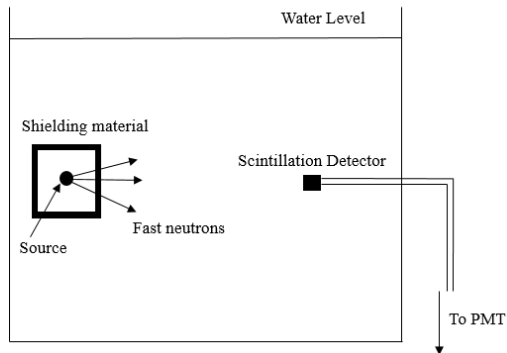 Water Level
Shielding material
Scintillation Detector
Fast neutrons
Source
To PMT